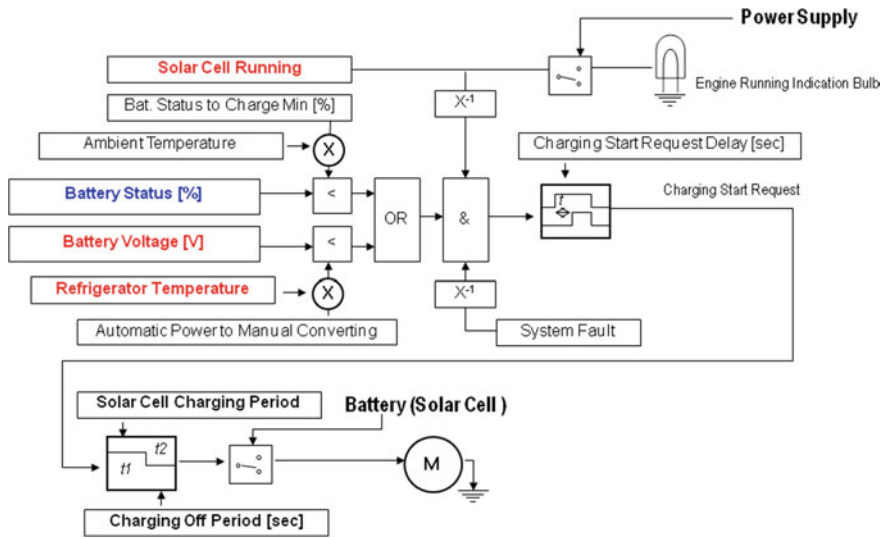 Power Supply
Solar Cell Running
Engine Running Indication Bulb
Bat. Status to Charge Min [%]
X-1
Ambient Temperature
X
Charging Start Request Delay [sec]
Battery Status [%]
<
t
Charging Start Request
OR
&
Battery Voltage [V]
<
Refrigerator Temperature
X
X-1
Automatic Power to Manual Converting
System Fault
Solar Cell Charging Period
Battery (Solar Cell )
t2
t1
M
Charging Off Period [sec]